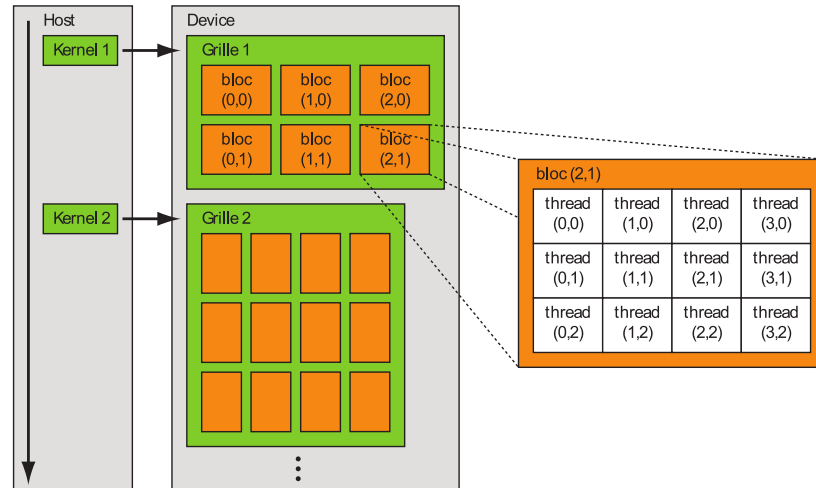 Host
Device
Kernel 1
Grille 1
bloc
(0,0)
bloc
(1,0)
bloc
(2,0)
bloc
(0,1)
bloc
(1,1)
bloc
(2,1)
bloc (2,1)
thread
(0,0)
thread
(1,0)
thread
(2,0)
thread
(3,0)
thread
(0,1)
thread
(1,1)
thread
(2,1)
thread
(3,1)
thread
(0,2)
thread
(1,2)
thread
(2,2)
thread
(3,2)
Kernel 2
Grille 2